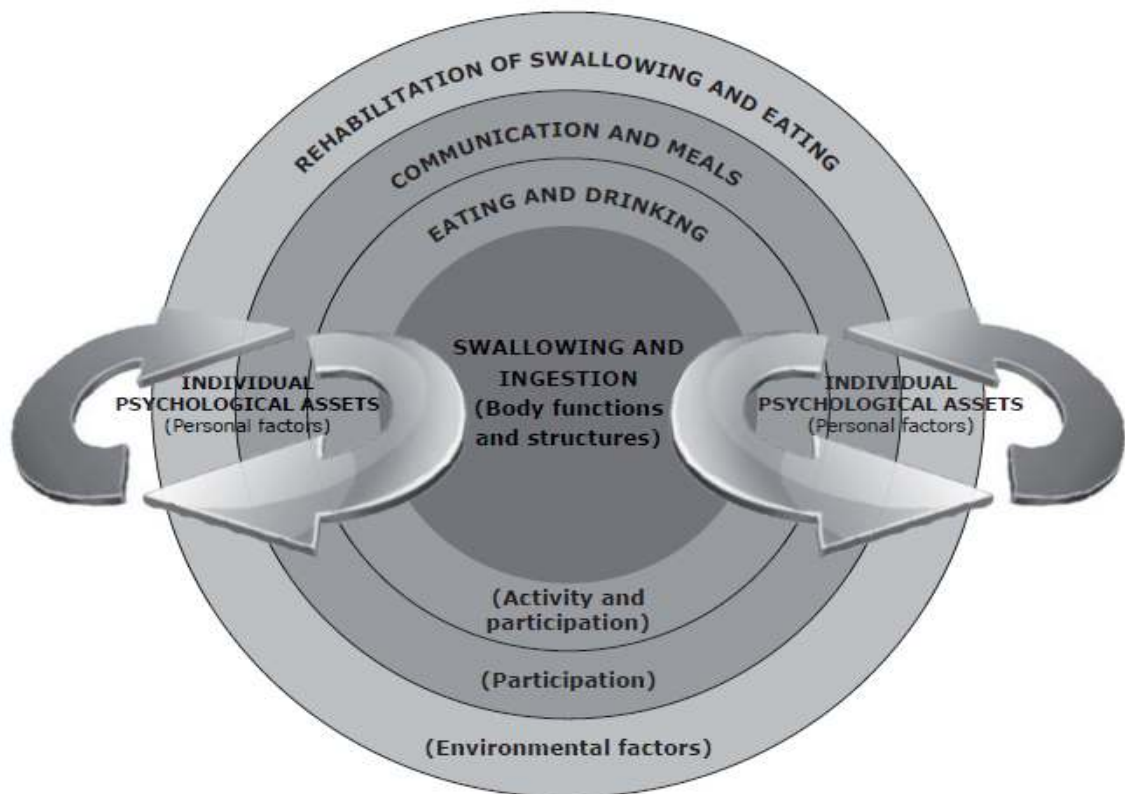 REHABILITATION OF SWALLOWING AND EATING
COMMUNICATION AND MEALS
EATING AND DRINKING
SWALLOWING AND
INGESTION
(Body functions
and structures)
INDIVIDUAL
PSYCHOLOGICAL ASSETS
(Personal factors)
INDIVIDUAL
PSYCHOLOGICAL ASSETS
(Personal factors)
(Activity and
participation)
(Participation)
(Environmental factors)